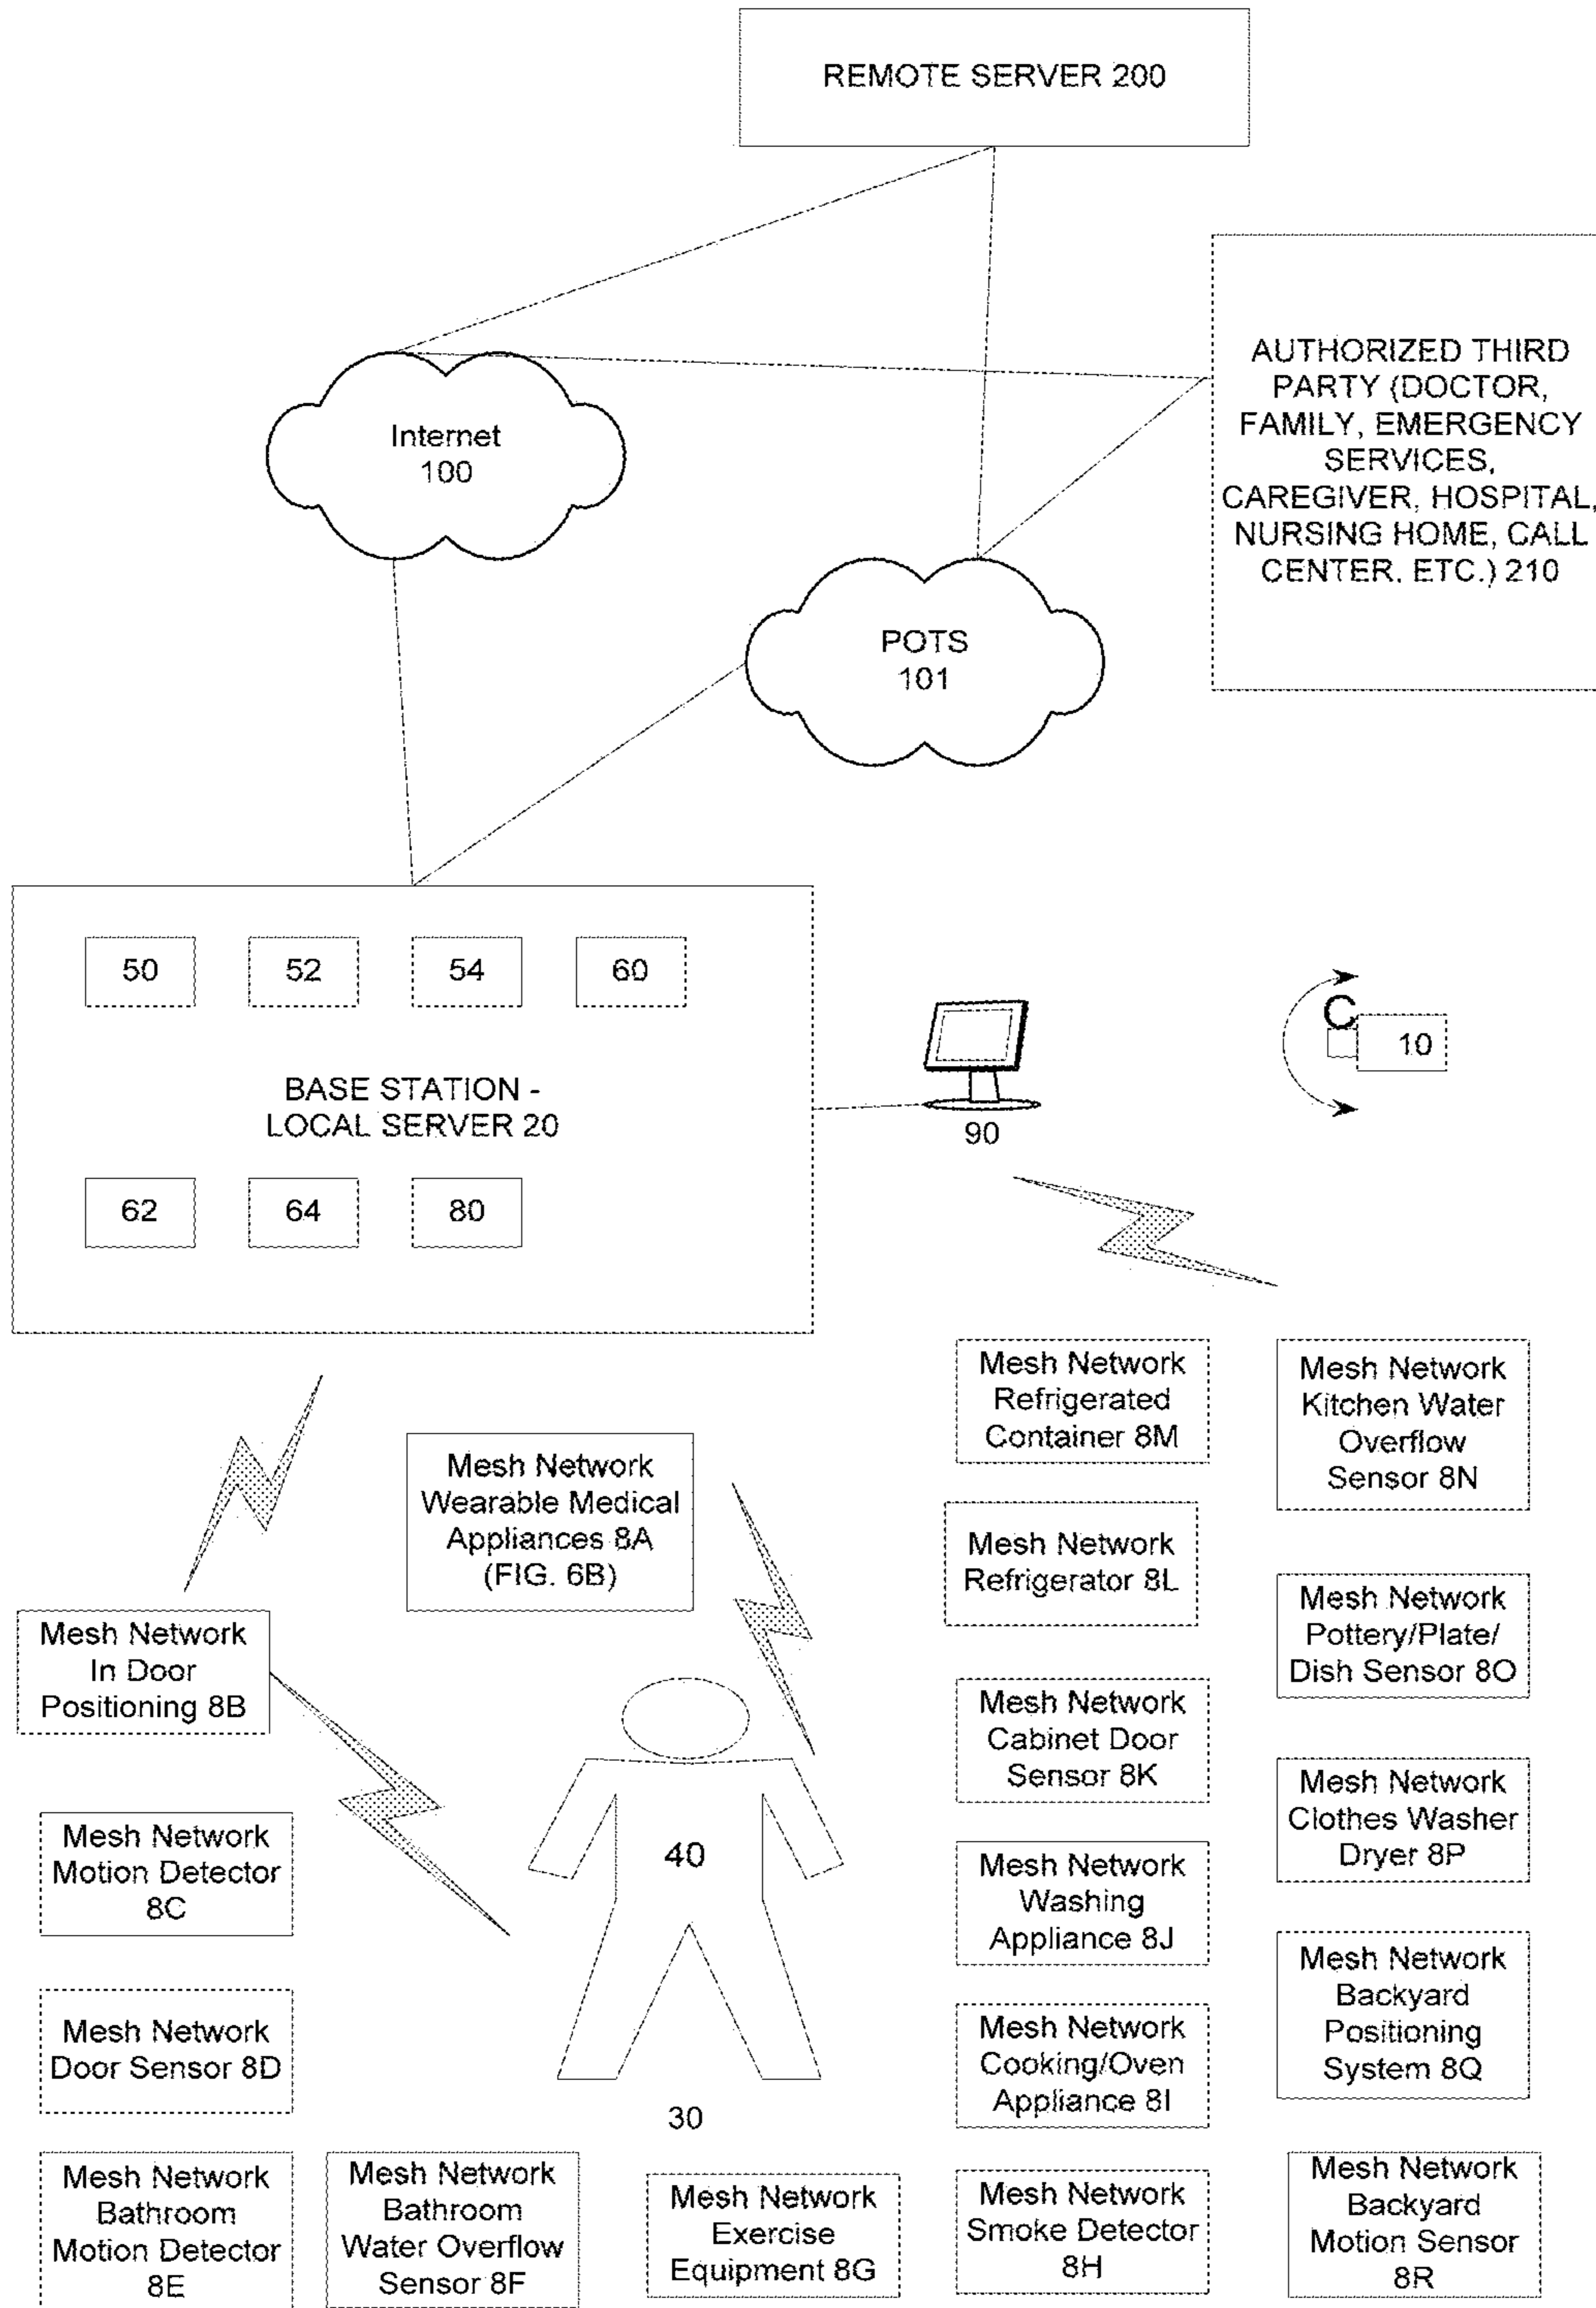 REMOTE SERVER 200
AUTHORIZED THIRD
PARTY (DOCTOR,
FAMILY, EMERGENCY
SERVICES,
CAREGIVER, HOSPITAL,
NURSING HOME, CALL
CENTER, ETC.) 210
Internet
100
POTS
101
50
52
54
60
BASE STATION -
LOCAL SERVER 20
62
64
80
90
C
10
Mesh Network
Wearable Medical
Appliances 8A
(FIG. 6B)
Mesh Network
In Door
Positioning 8B
Mesh Network
Motion Detector
8C
Mesh Network
Door Sensor 8D
Mesh Network
Bathroom
Motion Detector
8E
Mesh Network
Bathroom
Water Overflow
Sensor 8F
40
30
Mesh Network
Exercise
Equipment 8G
Mesh Network
Refrigerated
Container 8M
Mesh Network
Refrigerator 8L
Mesh Network
Cabinet Door
Sensor 8K
Mesh Network
Washing
Appliance 8J
Mesh Network
Cooking/Oven
Appliance 8I
Mesh Network
Smoke Detector
8H
Mesh Network
Kitchen Water
Overflow
Sensor 8N
Mesh Network
Pottery/Plate/
Dish Sensor 8O
Mesh Network
Clothes Washer
Dryer 8P
Mesh Network
Backyard
Positioning
System 8Q
Mesh Network
Backyard
Motion Sensor
8R